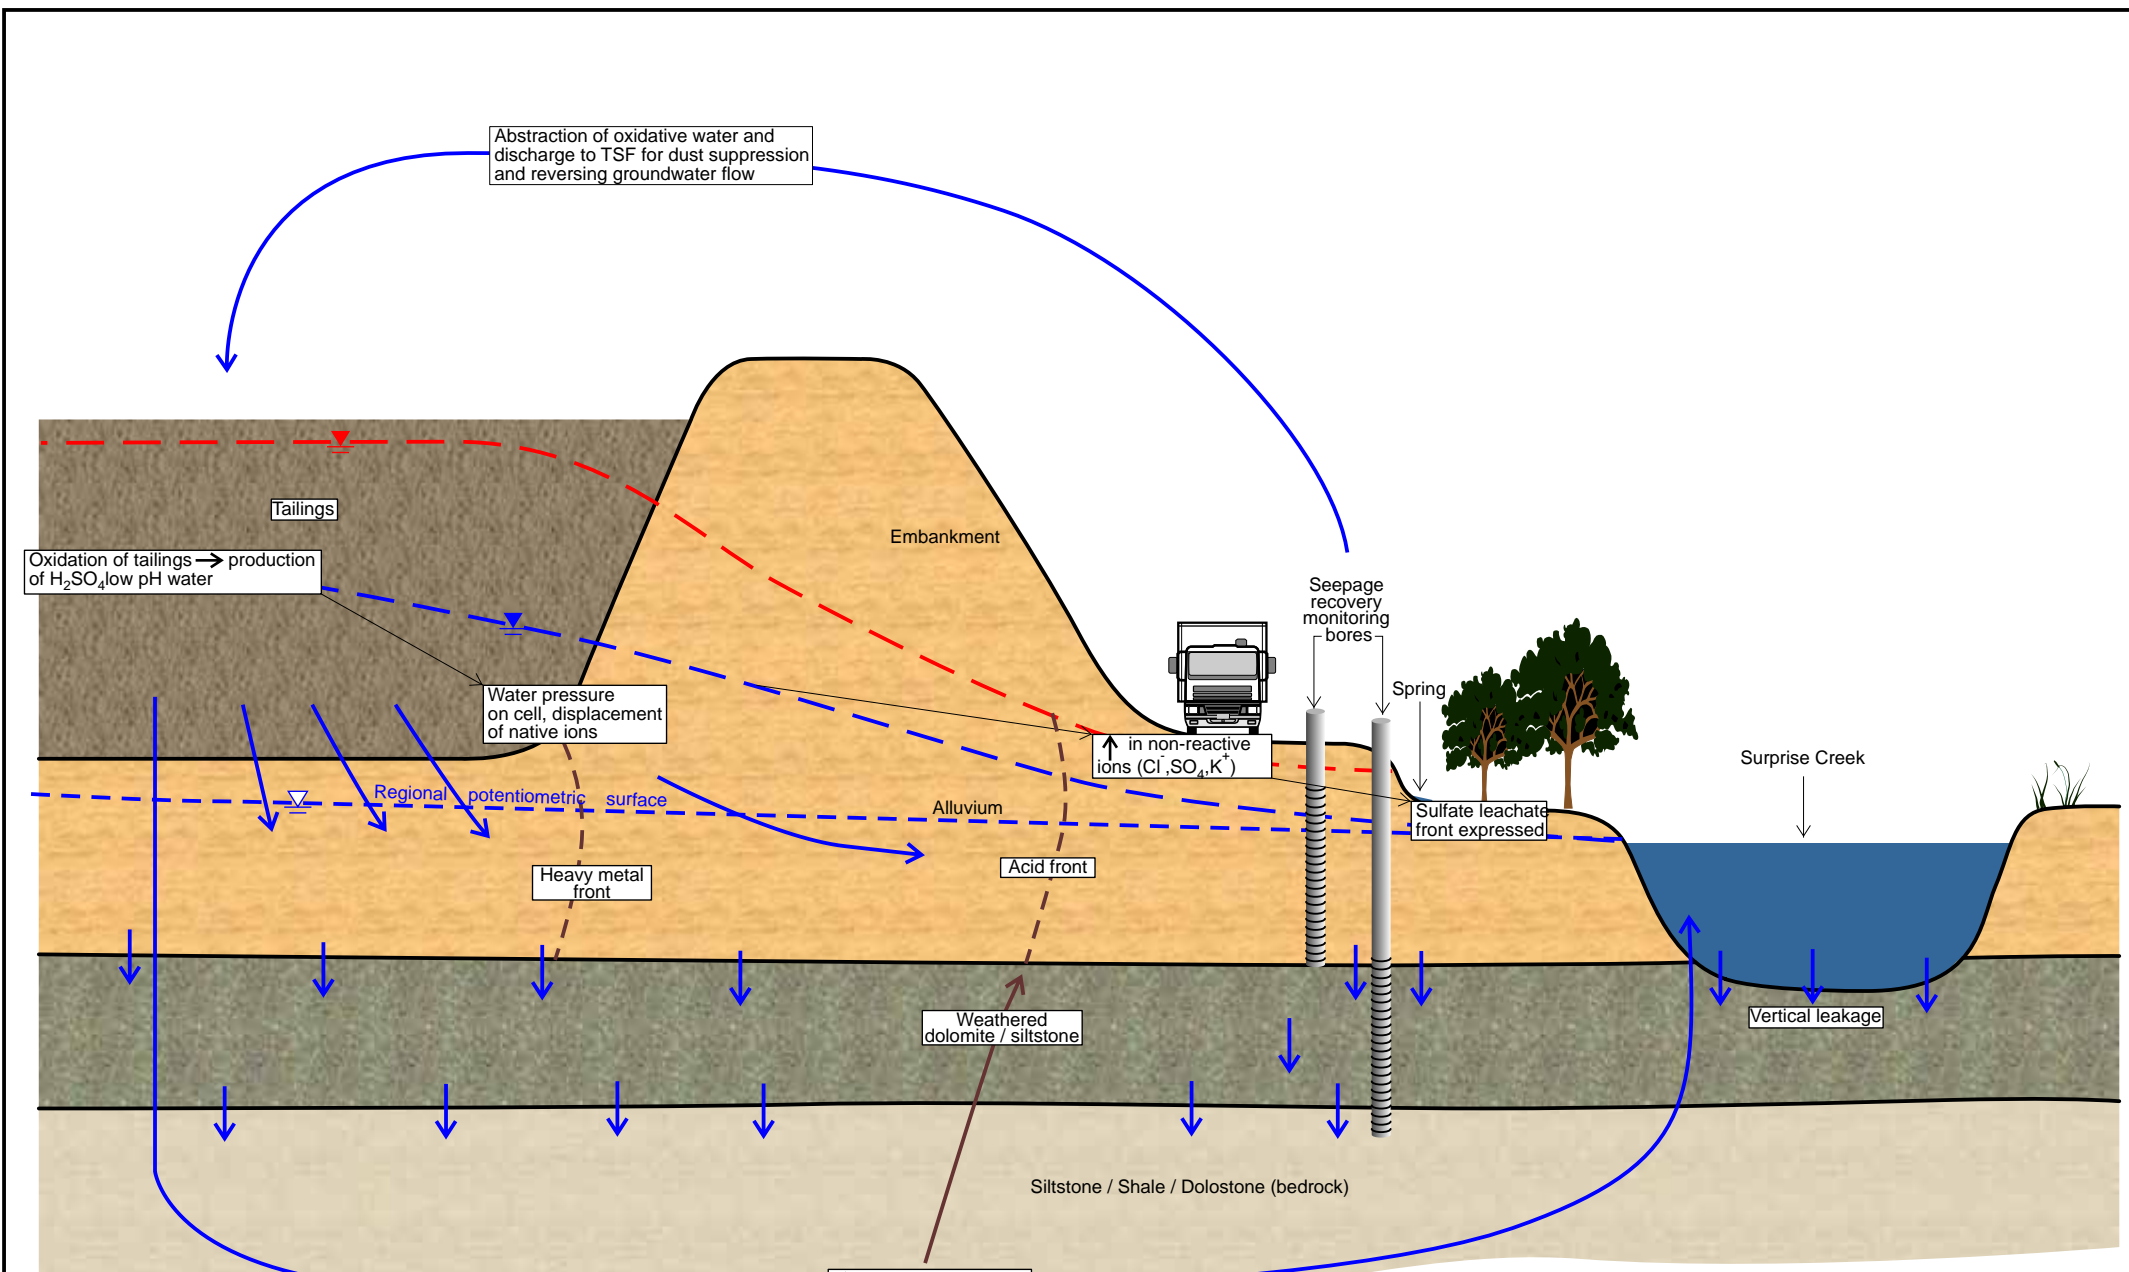 Abstraction of oxidative water and
discharge to TSF for dust suppression
and reversing groundwater flow
Tailings
Embankment
Oxidation of tailings → production
of H₂SO₄low pH water
Seepage
recovery
monitoring
bores
Spring
Water pressure
on cell, displacement
of native ions
↑ in non-reactive
ions (Cl⁻,SO₄,K⁺)
Surprise Creek
Regional potentiometric surface
Alluvium
Sulfate leachate
front expressed
Heavy metal
front
Acid front
Weathered
dolomite / siltstone
Vertical leakage
Siltstone / Shale / Dolostone (bedrock)